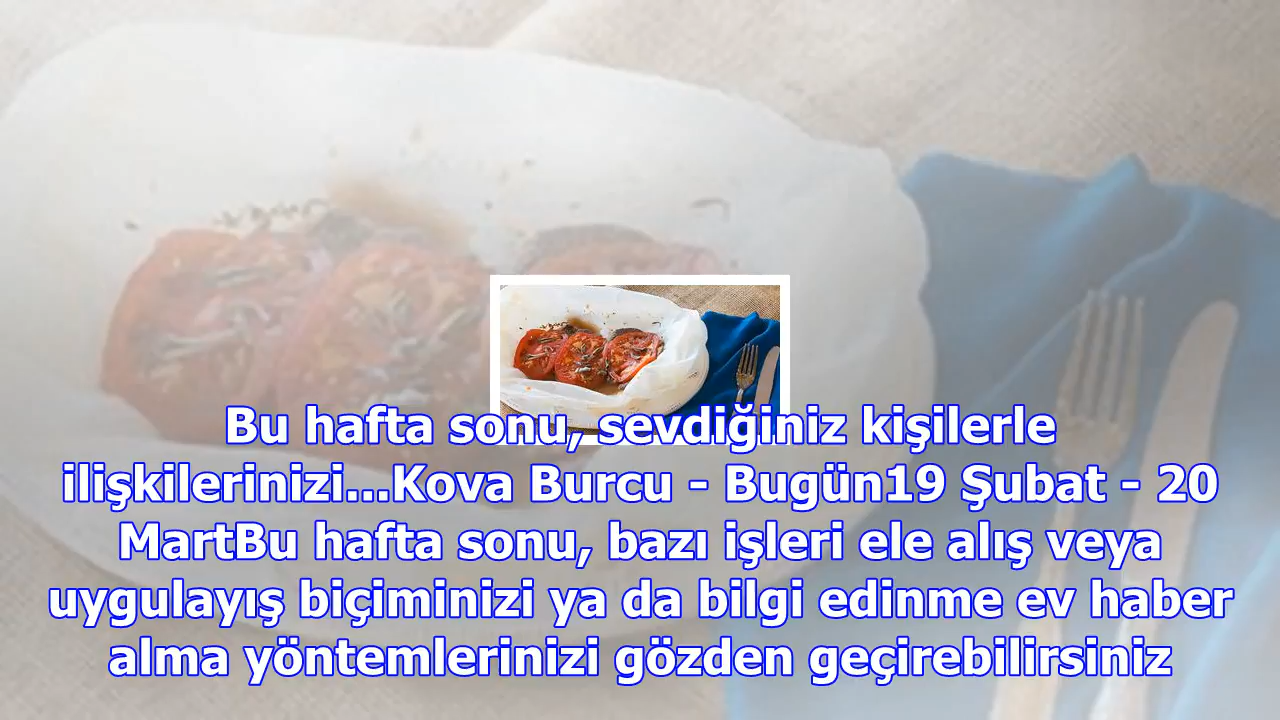 Bu hafta sonu, sevdiğiniz kişilerle
ilişkilerinizi...Kova Burcu - Bugün19 Şubat - 20
MartBu hafta sonu, bazı işleri ele alış veya
uygulayış biçiminizi ya da bilgi edinme ev haber
alma yöntemlerinizi gözden geçirebilirsiniz